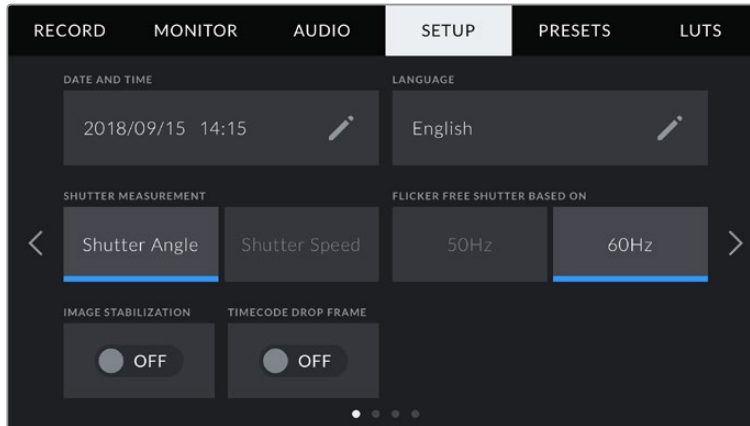 RECORD MONITOR AUDIO SETUP PRESETS LUTS
DATE AND TIME LANGUAGE
2018/09/15 14:15 English
SHUTTER MEASUREMENT FLICKER FREE SHUTTER BASED ON
Shutter Angle Shutter Speed 50Hz 60Hz
IMAGE STABILIZATION TIMECODE DROP FRAME
OFF OFF